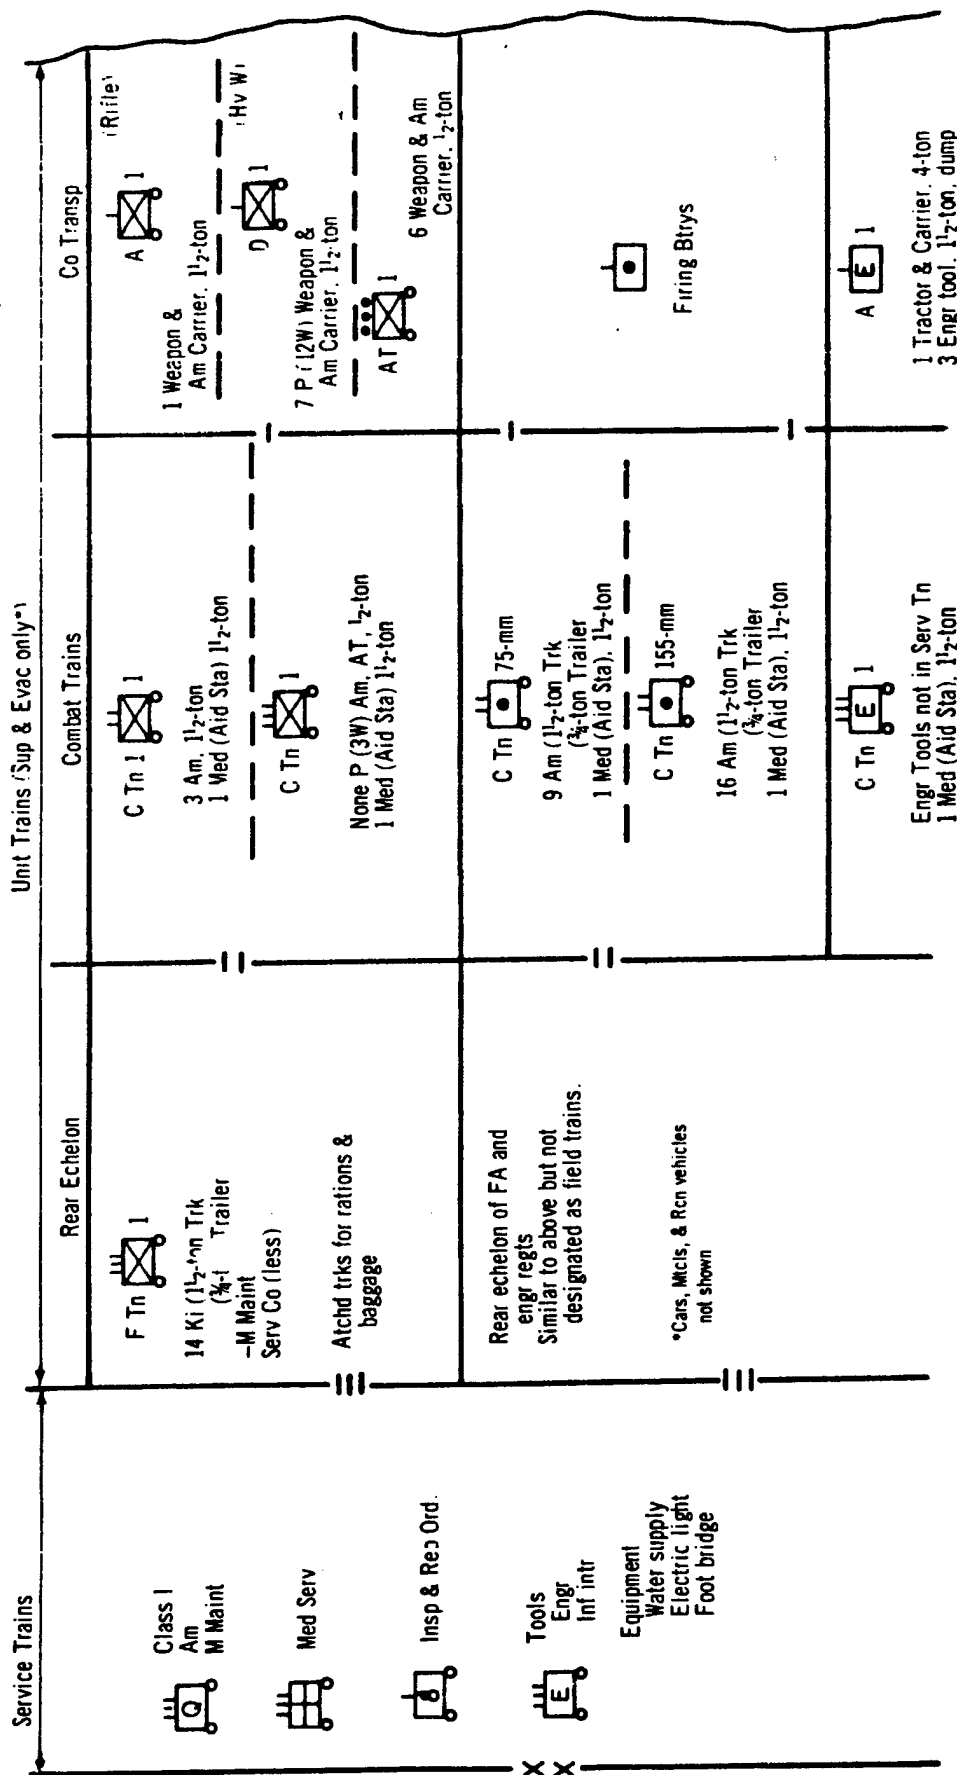 Unit Trains (Sup & Evac only*)
Service Trains
Rear Echelon
Combat Trains
Co Transp
Q
Class I
Am
M Maint
Med Serv
Insp & Rep Ord.
E
Tools
Engr
Inf intr
Equipment
Water supply
Electric light
Foot bridge
XX
F Tn 1
14 Ki (1½-ton Trk
Trailer
-M Maint
Serv Co (less)
Atchd trks for rations &
baggage
Rear echelon of FA and
engr regts
Similar to above but not
designated as field trains.
*Cars, Mtcls, & Rcn vehicles
not shown
C Tn 1 1
3 Am, 1½-ton
1 Med (Aid Sta) 1½-ton
C Tn 1
None P (3W) Am, AT, ½-ton
1 Med (Aid Sta) 1½-ton
C Tn 75-mm
9 Am (1½-ton Trk
(¾-ton Trailer
1 Med (Aid Sta), 1½-ton
C Tn 155-mm
16 Am (1½-ton Trk
(¾-ton Trailer
1 Med (Aid Sta), 1½-ton
C Tn E 1
Engr Tools not in Serv Tn
1 Med (Aid Sta), 1½-ton
(Rifle)
A 1
1 Weapon &
Am Carrier, 1½-ton
(Hv W)
D 1
7 P (12W) Weapon &
Am Carrier, 1½-ton
AT 1
6 Weapon & Am
Carrier, ½-ton
Firing Btrys
A E 1
1 Tractor & Carrier, 4-ton
3 Engr tool, 1½-ton, dump